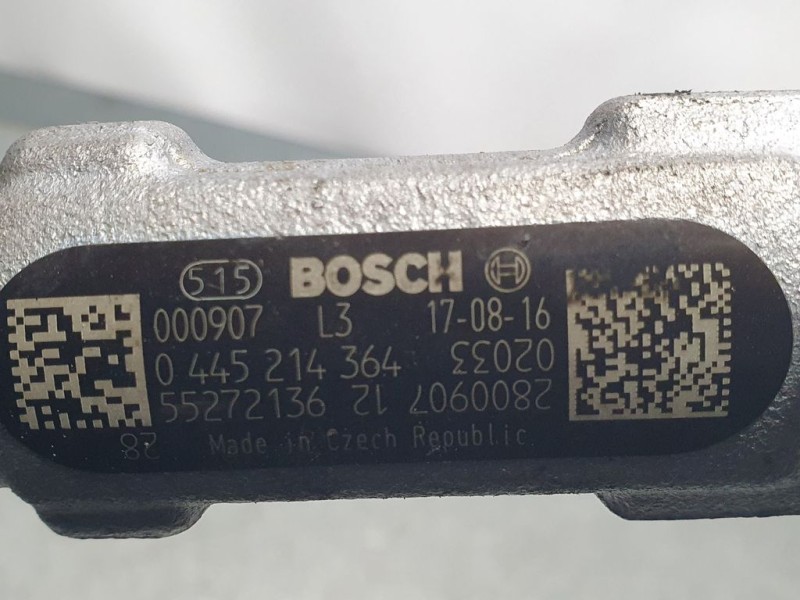 515 BOSCH
000907 L3 17-08-16
0 445 214 364 02033
55272136 12 2800907
28 Made in Czech Republic